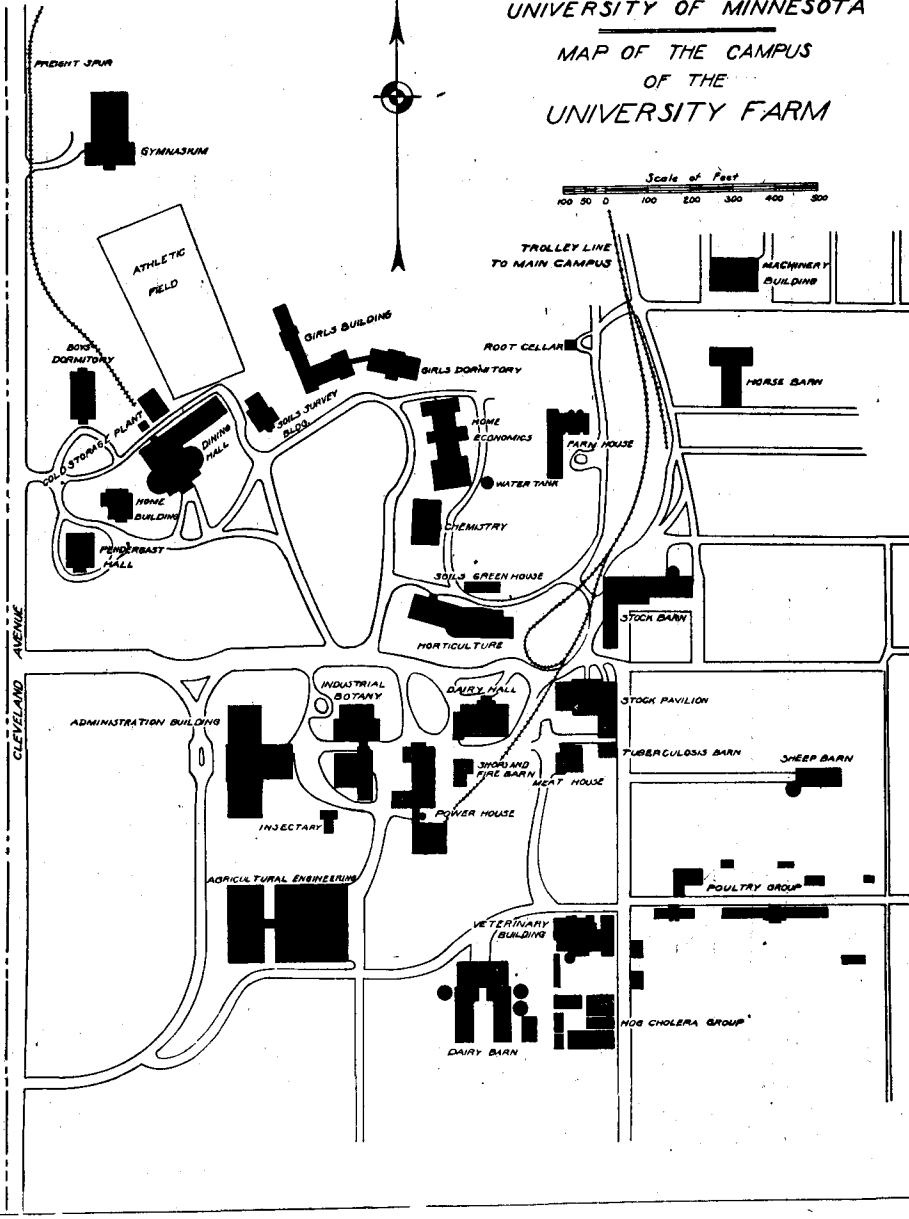 UNIVERSITY OF MINNESOTA
MAP OF THE CAMPUS
OF THE
UNIVERSITY FARM
Scale of Feet
100 50 0 100 200 300 400 500
FREIGHT SPUR
GYMNASIUM
ATHLETIC
FIELD
TROLLEY LINE
TO MAIN CAMPUS
MACHINERY
BUILDING
GIRLS BUILDING
ROOT CELLAR
BOYS
DORMITORY
GIRLS DORMITORY
HORSE BARN
COLD STORAGE PLANT
DINING
HALL
SOILS SURVEY
BLDG.
HOME
ECONOMICS
FARM HOUSE
WATER TANK
HOME
BUILDING
CHEMISTRY
PENDERGAST
HALL
SOILS GREEN HOUSE
STOCK BARN
HORTICULTURE
CLEVELAND AVENUE
INDUSTRIAL
BOTANY
DAIRY HALL
STOCK PAVILION
ADMINISTRATION BUILDING
TUBERCULOSIS BARN
SHOPS AND
FIRE BARN
MEAT HOUSE
SHEEP BARN
INSECTARY
POWER HOUSE
AGRICULTURAL ENGINEERING
POULTRY GROUP
VETERINARY
BUILDING
HOG CHOLERA GROUP
DAIRY BARN